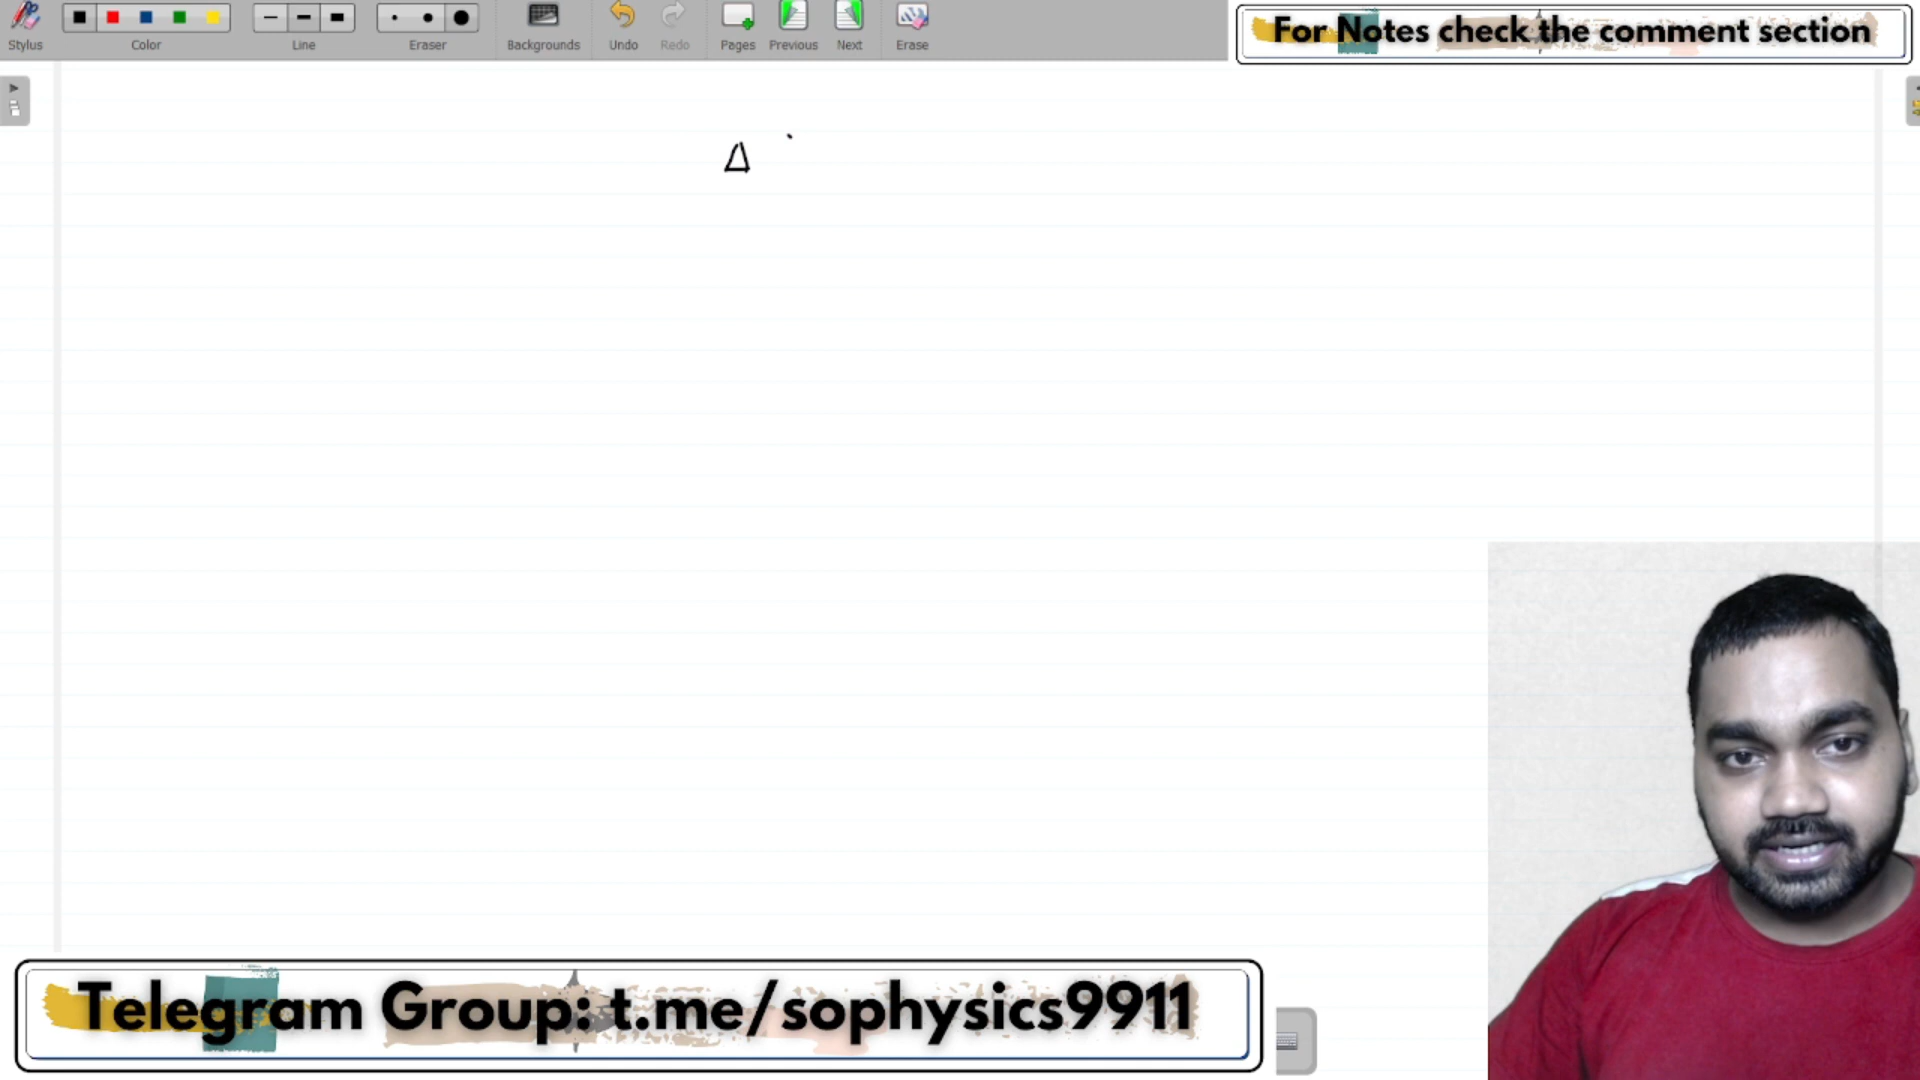 Stylus
Color
Line
Eraser
Backgrounds
Undo
Redo
Pages
Previous
Next
Erase
For Notes check the comment section
Δ
Telegram Group: t.me/sophysics9911